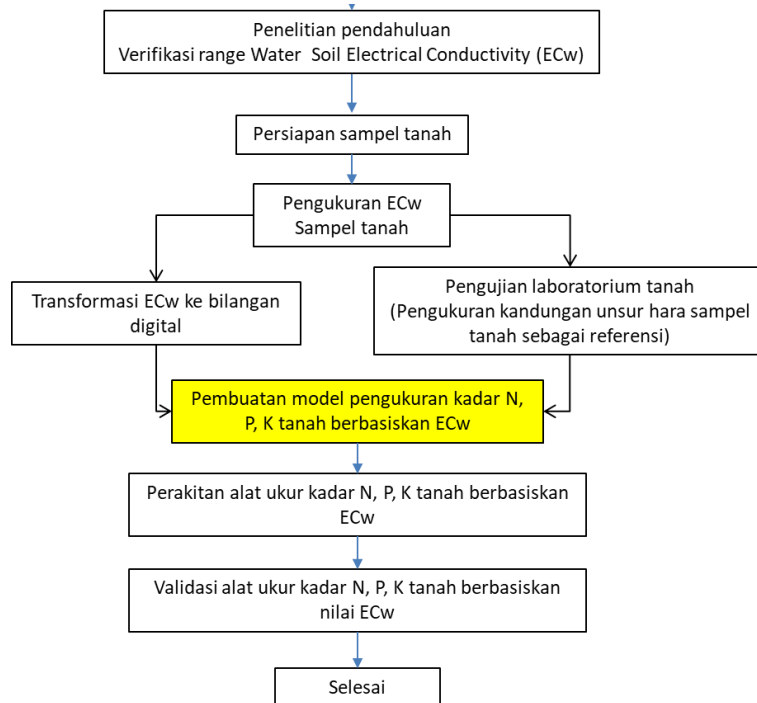 Penelitian pendahuluan
Verifikasi range Water Soil Electrical Conductivity (ECw)
Persiapan sampel tanah
Pengukuran ECw
Sampel tanah
Transformasi ECw ke bilangan
digital
Pengujian laboratorium tanah
(Pengukuran kandungan unsur hara sampel
tanah sebagai referensi)
Pembuatan model pengukuran kadar N,
P, K tanah berbasiskan ECw
Perakitan alat ukur kadar N, P, K tanah berbasiskan
ECw
Validasi alat ukur kadar N, P, K tanah berbasiskan
nilai ECw
Selesai